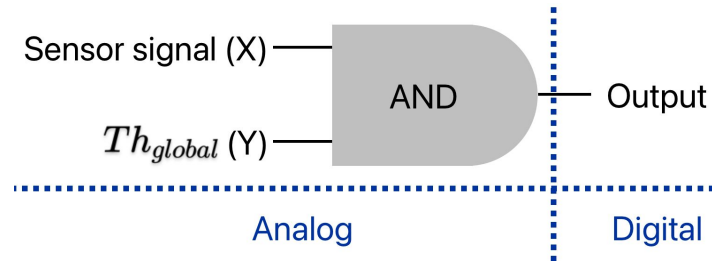 Sensor signal (X)
AND
Output
Th_global (Y)
Analog
Digital